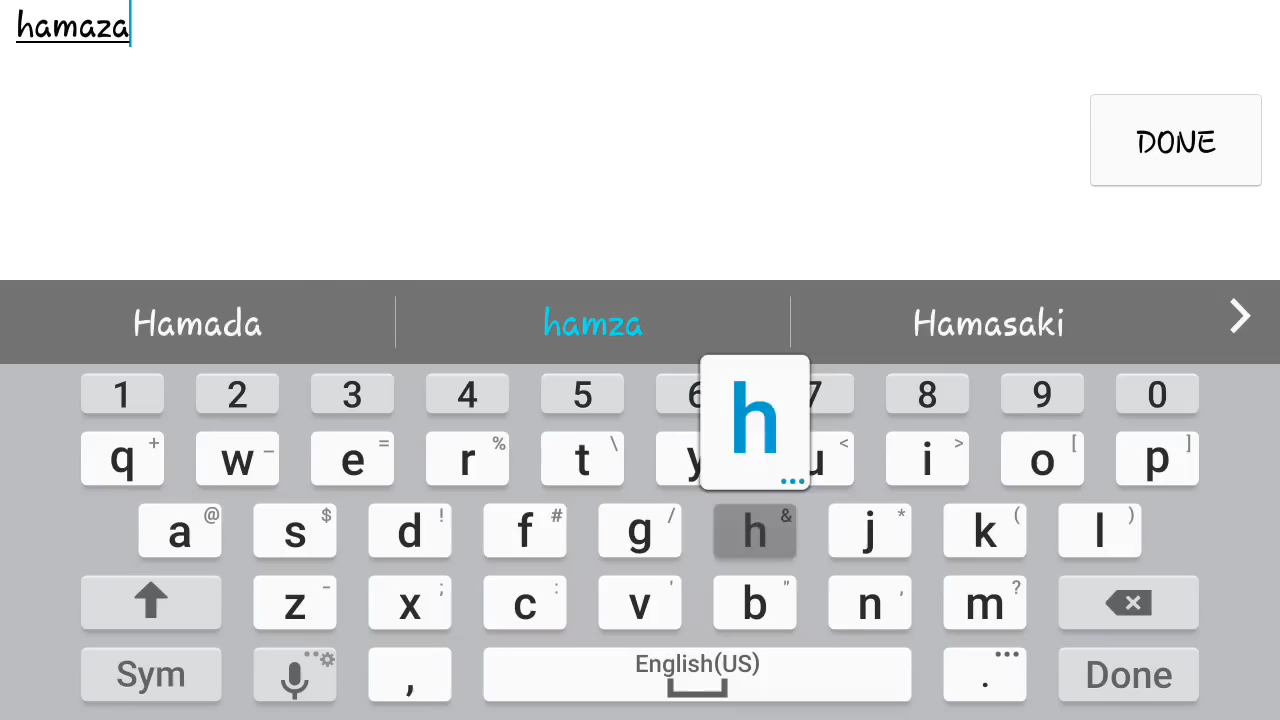 hamaza
DONE
Hamada hamza Hamasaki
1 2 3 4 5 6 7 8 9 0
q + w _ e = r % t \ y u < i > o [ p ]
h
a @ s $ d ! f # g / h & j * k ( l )
z - x ; c : v ' b " n , m ?
Sym , English(US) . Done